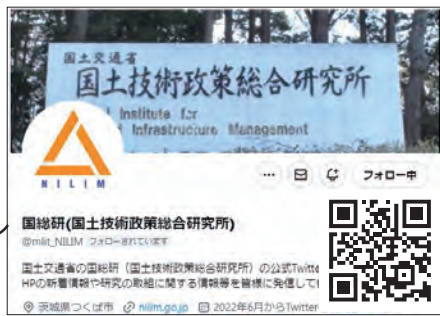 国土交通省
国土技術政策総合研究所
Institute for
Infrastructure Management
NILIM
フォロー中
国総研(国土技術政策総合研究所)
@mlit_NILIM フォローされています
国土交通省の国総研（国土技術政策総合研究所）の公式Twitte
HPの新着情報や研究の取組に関する情報等を皆様に発信して
茨城県つくば市 nilim.go.jp 2022年6月からTwitter